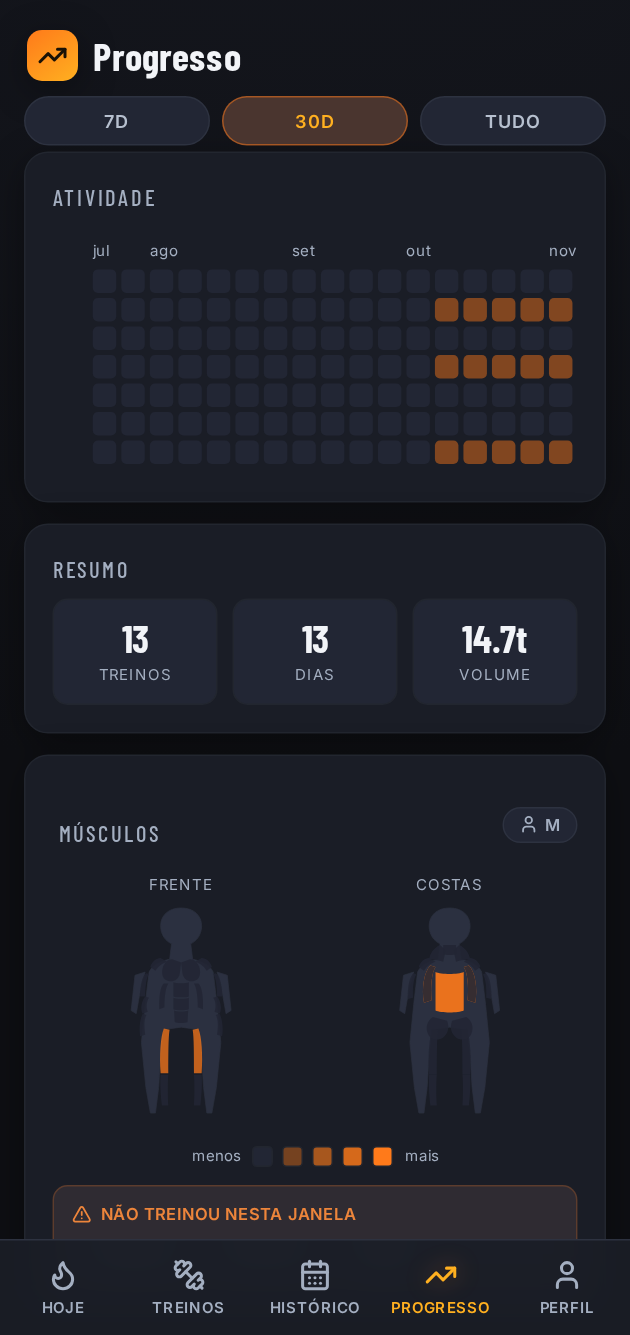 Progresso
7D 30D TUDO
ATIVIDADE
jul ago set out nov
RESUMO
13 13 14.7t
TREINOS DIAS VOLUME
MÚSCULOS M
FRENTE COSTAS
menos mais
NÃO TREINOU NESTA JANELA
HOJE TREINOS HISTÓRICO PROGRESSO PERFIL